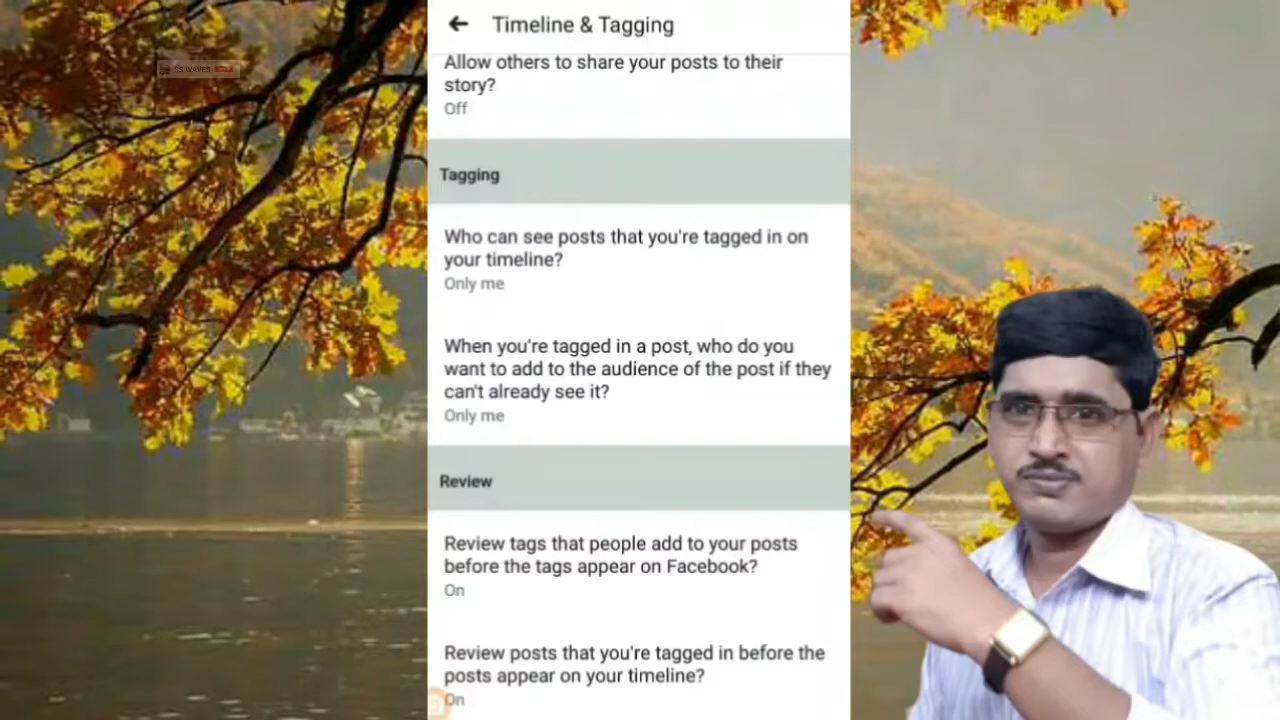 SS WAVES
Timeline & Tagging
Allow others to share your posts to their
story?
Off
Tagging
Who can see posts that you're tagged in on
your timeline?
Only me
When you're tagged in a post, who do you
want to add to the audience of the post if they
can't already see it?
Only me
Review
Review tags that people add to your posts
before the tags appear on Facebook?
On
Review posts that you're tagged in before the
posts appear on your timeline?
On